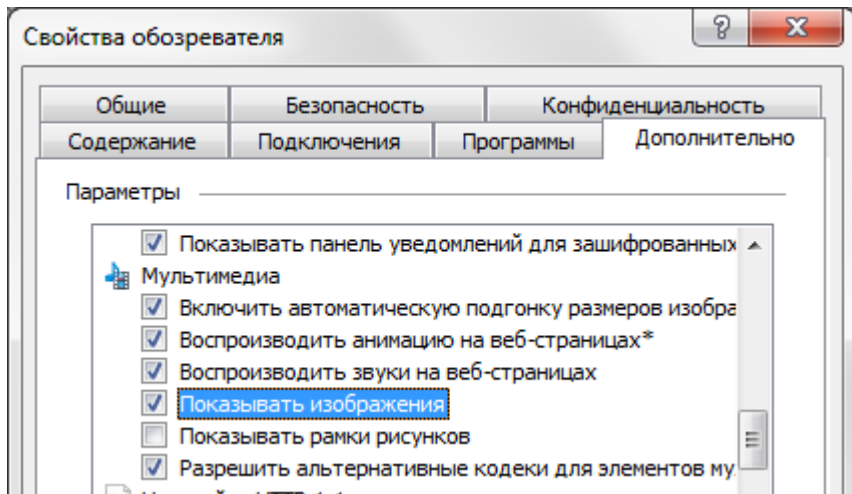 Свойства обозревателя
Общие Безопасность Конфиденциальность
Содержание Подключения Программы Дополнительно
Параметры
Показывать панель уведомлений для зашифрованных
Мультимедиа
Включить автоматическую подгонку размеров изобра
Воспроизводить анимацию на веб-страницах*
Воспроизводить звуки на веб-страницах
Показывать изображения
Показывать рамки рисунков
Разрешить альтернативные кодеки для элементов му